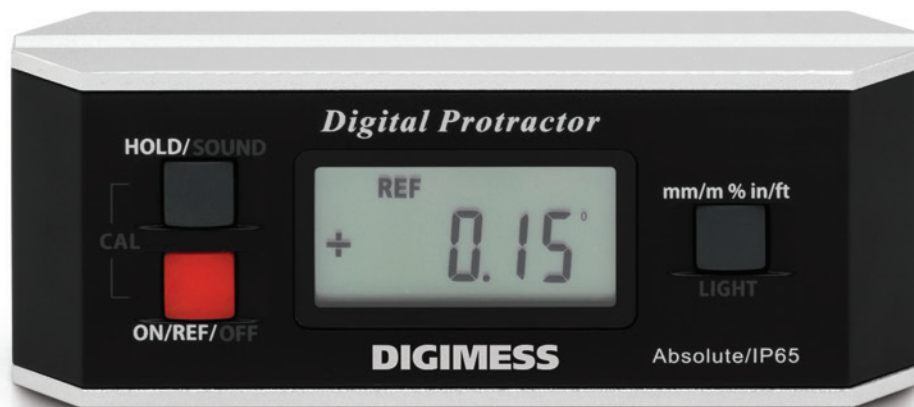 Digital Protractor
HOLD/SOUND
CAL
ON/REF/OFF
REF
+ 0.15°
mm/m % in/ft
LIGHT
DIGIMESS
Absolute/IP65